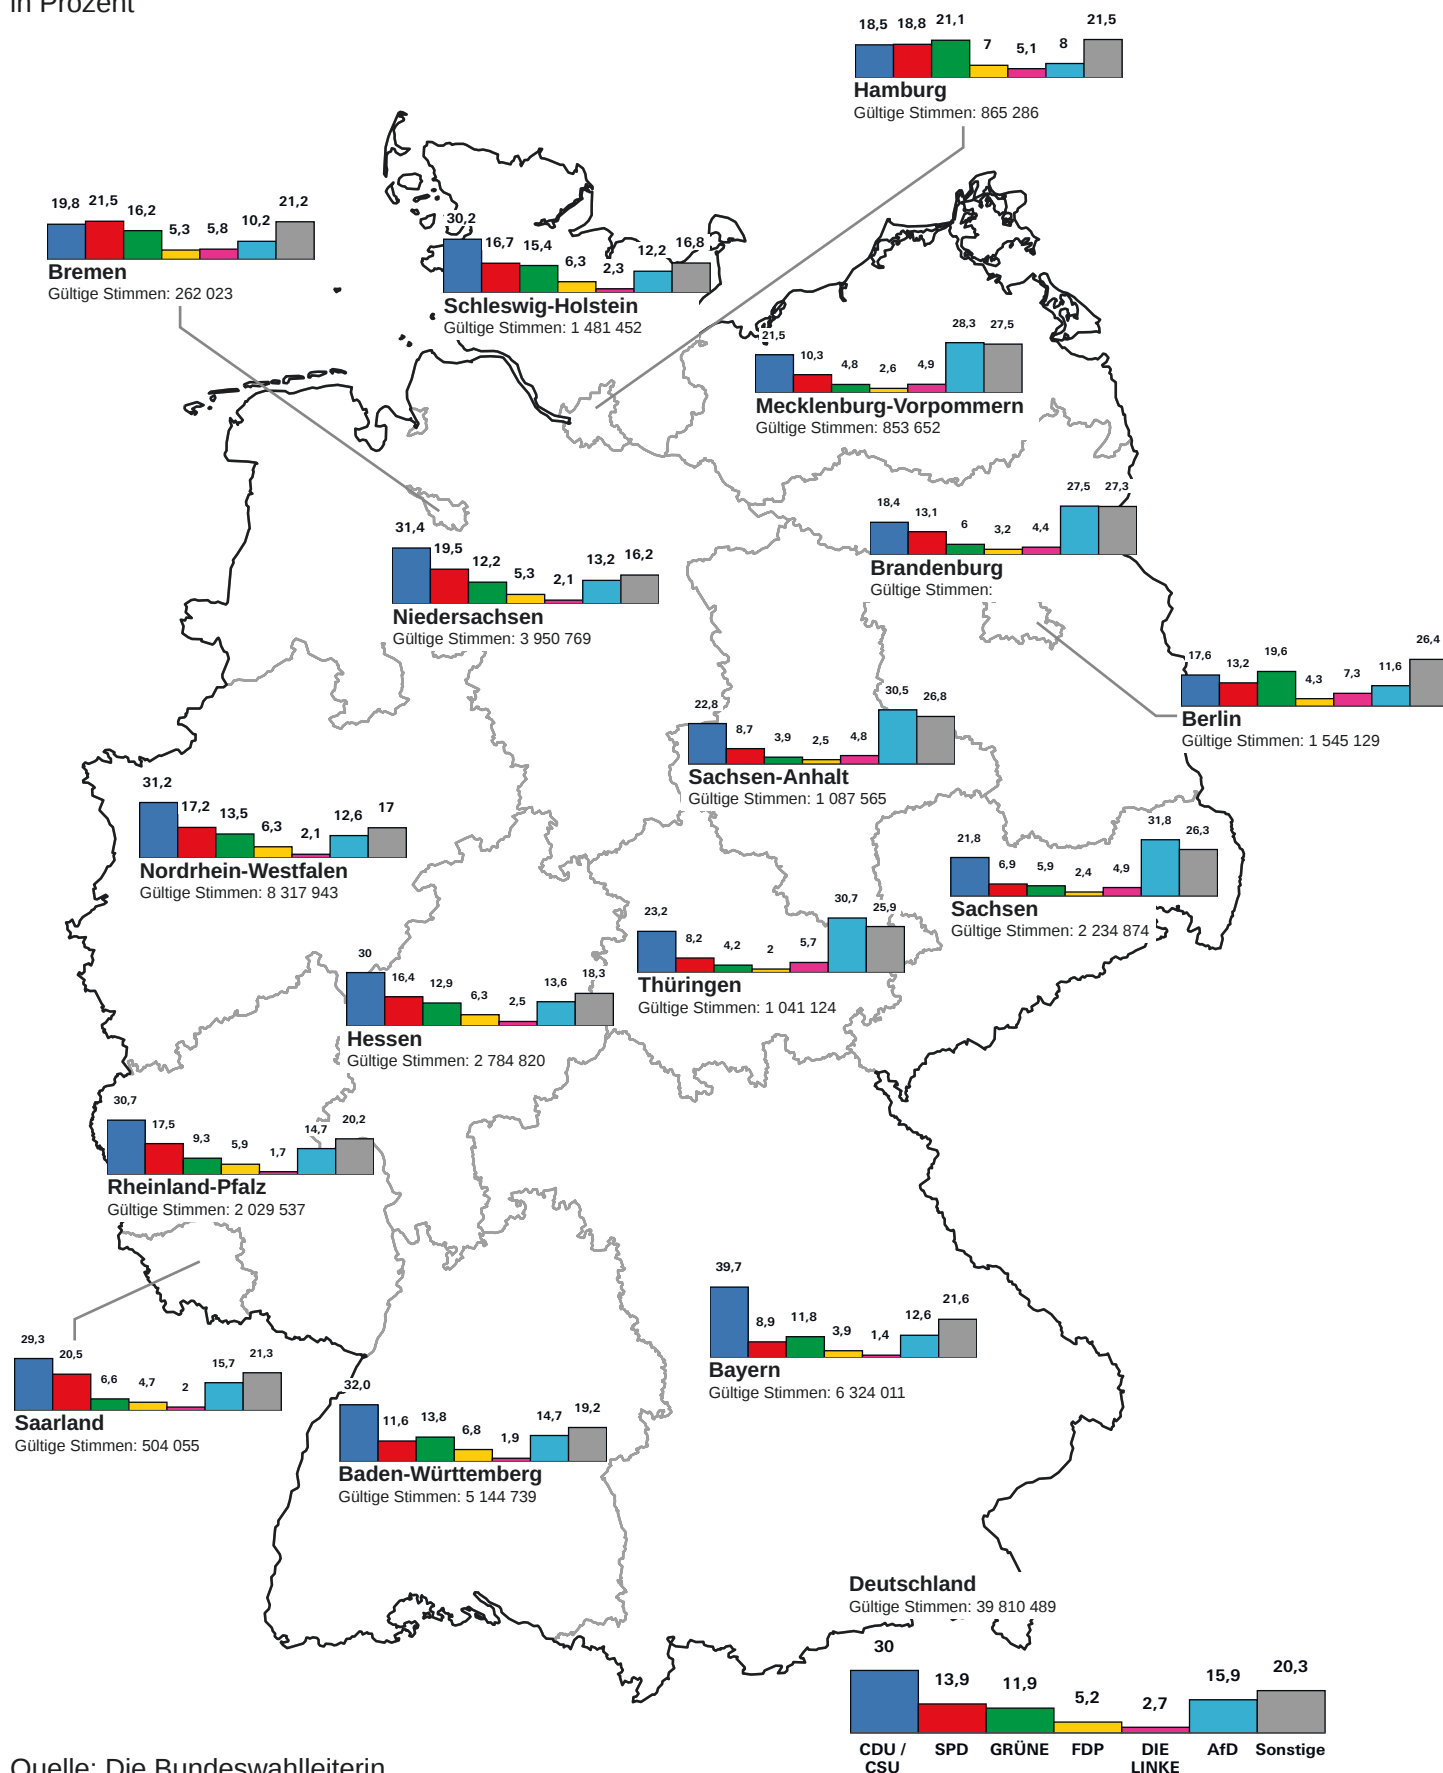 in Prozent
18,5 18,8 21,1 7 5,1 8 21,5
Hamburg
Gültige Stimmen: 865 286
19,8 21,5 16,2 5,3 5,8 10,2 21,2
Bremen
Gültige Stimmen: 262 023
30,2 16,7 15,4 6,3 2,3 12,2 16,8
Schleswig-Holstein
Gültige Stimmen: 1 481 452
21,5 10,3 4,8 2,6 4,9 28,3 27,5
Mecklenburg-Vorpommern
Gültige Stimmen: 853 652
18,4 13,1 6 3,2 4,4 27,5 27,3
Brandenburg
Gültige Stimmen:
31,4 19,5 12,2 5,3 2,1 13,2 16,2
Niedersachsen
Gültige Stimmen: 3 950 769
17,6 13,2 19,6 4,3 7,3 11,6 26,4
Berlin
Gültige Stimmen: 1 545 129
22,8 8,7 3,9 2,5 4,8 30,5 26,8
Sachsen-Anhalt
Gültige Stimmen: 1 087 565
31,2 17,2 13,5 6,3 2,1 12,6 17
Nordrhein-Westfalen
Gültige Stimmen: 8 317 943
21,8 6,9 5,9 2,4 4,9 31,8 26,3
Sachsen
Gültige Stimmen: 2 234 874
23,2 8,2 4,2 2 5,7 30,7 25,9
Thüringen
Gültige Stimmen: 1 041 124
30 16,4 12,9 6,3 2,5 13,6 18,3
Hessen
Gültige Stimmen: 2 784 820
30,7 17,5 9,3 5,9 1,7 14,7 20,2
Rheinland-Pfalz
Gültige Stimmen: 2 029 537
39,7 8,9 11,8 3,9 1,4 12,6 21,6
Bayern
Gültige Stimmen: 6 324 011
29,3 20,5 6,6 4,7 2 15,7 21,3
Saarland
Gültige Stimmen: 504 055
32,0 11,6 13,8 6,8 1,9 14,7 19,2
Baden-Württemberg
Gültige Stimmen: 5 144 739
Deutschland
Gültige Stimmen: 39 810 489
30 13,9 11,9 5,2 2,7 15,9 20,3
CDU / SPD GRÜNE FDP DIE AfD Sonstige
CSU LINKE
Quelle: Die Bundeswahlleiterin